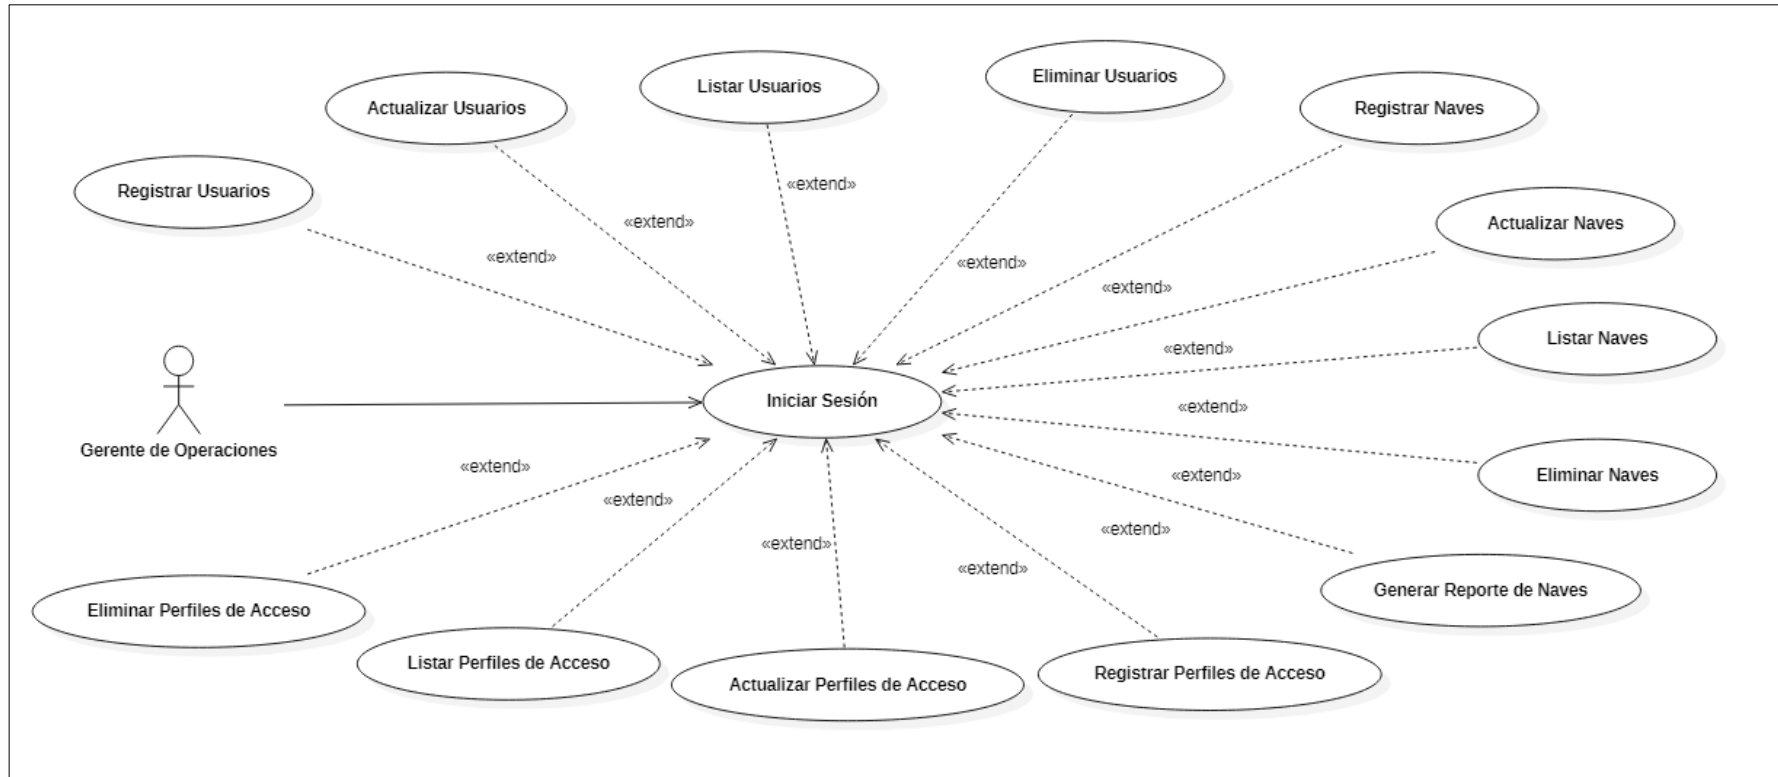 Listar Usuarios
Eliminar Usuarios
Actualizar Usuarios
Registrar Naves
Registrar Usuarios
«extend»
«extend»
«extend»
«extend»
«extend»
«extend»
Actualizar Naves
Listar Naves
«extend»
Iniciar Sesión
«extend»
Gerente de Operaciones
«extend»
«extend»
«extend»
«extend»
«extend»
Eliminar Naves
«extend»
Generar Reporte de Naves
Eliminar Perfiles de Acceso
Listar Perfiles de Acceso
Actualizar Perfiles de Acceso
Registrar Perfiles de Acceso